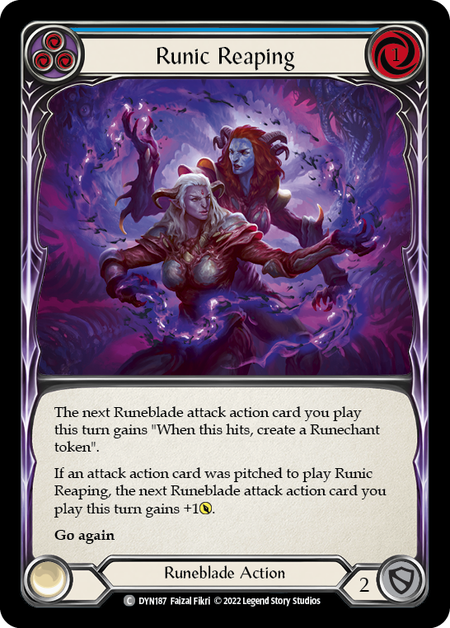 Runic Reaping
1
The next Runeblade attack action card you play
this turn gains "When this hits, create a Runechant
token".
If an attack action card was pitched to play Runic
Reaping, the next Runeblade attack action card you
play this turn gains +1.
Go again
Runeblade Action
2
C DYN187 Faizal Fikri © 2022 Legend Story Studios